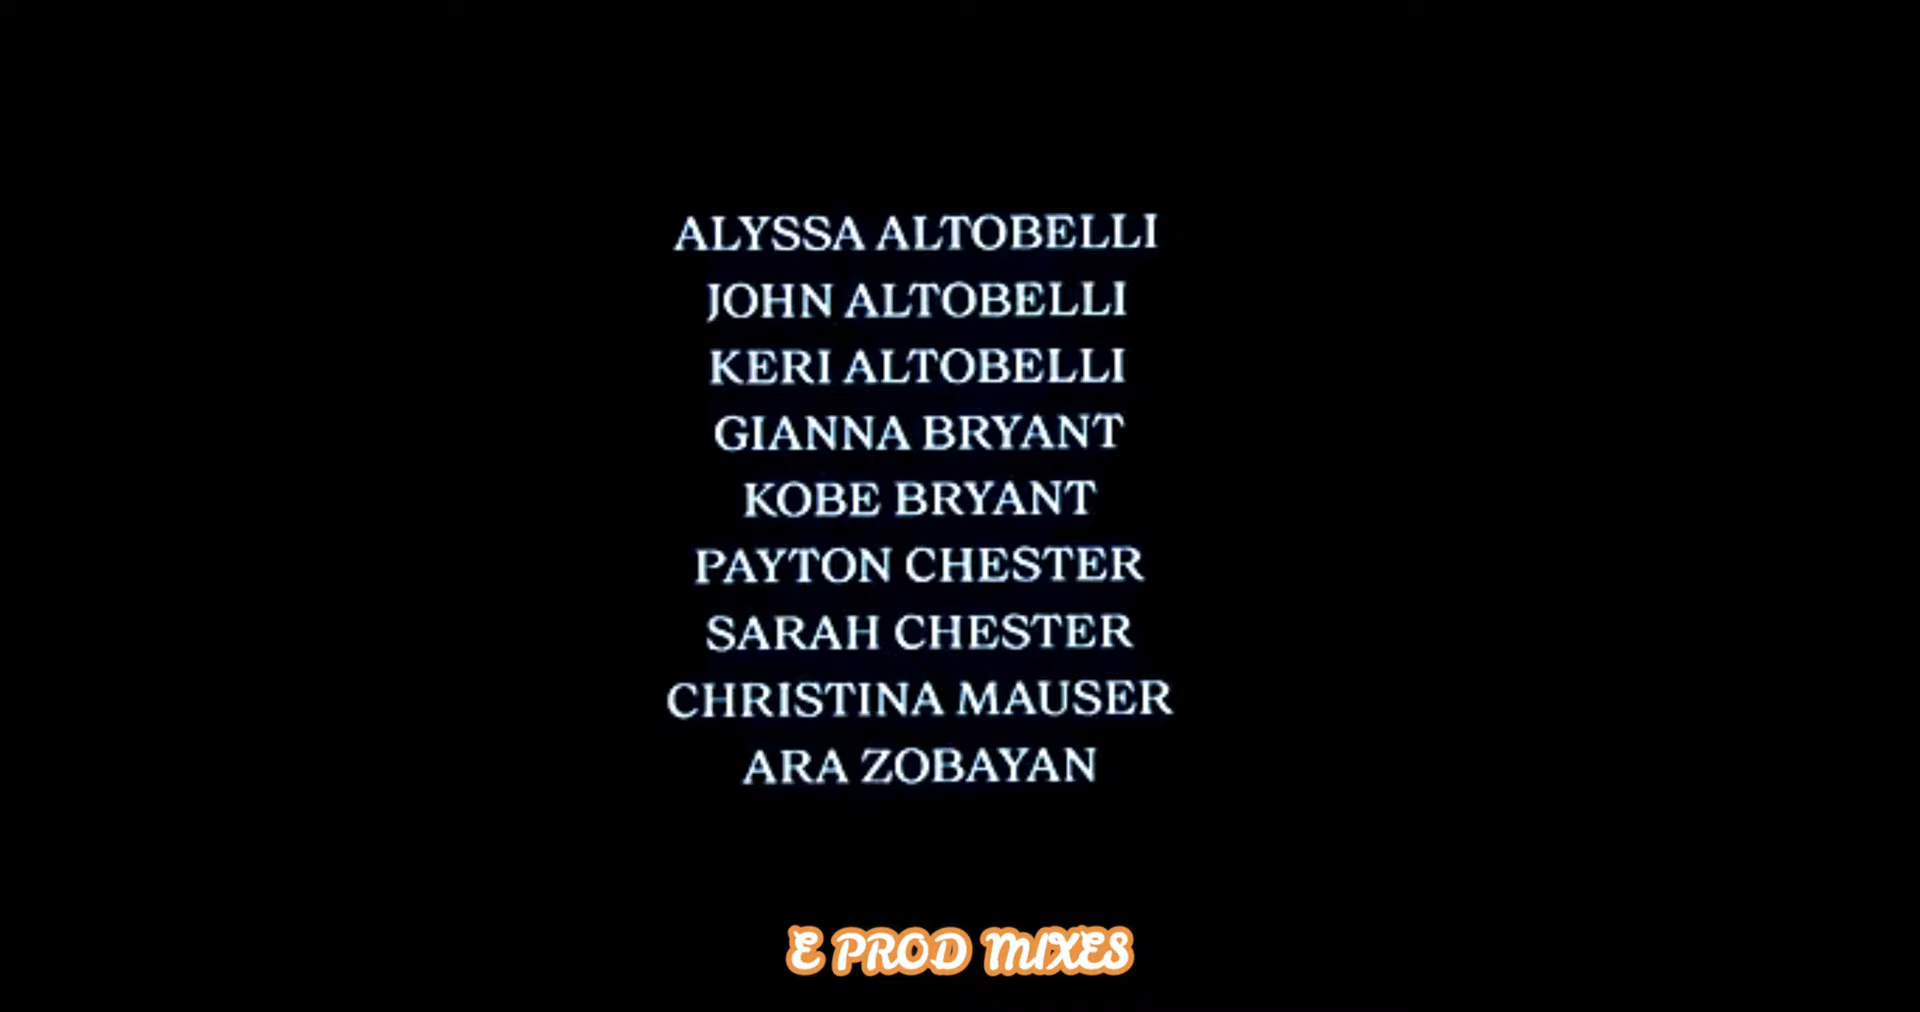 ALYSSA ALTOBELLI
JOHN ALTOBELLI
KERI ALTOBELLI
GIANNA BRYANT
KOBE BRYANT
PAYTON CHESTER
SARAH CHESTER
CHRISTINA MAUSER
ARA ZOBAYAN
E PROD MIXES